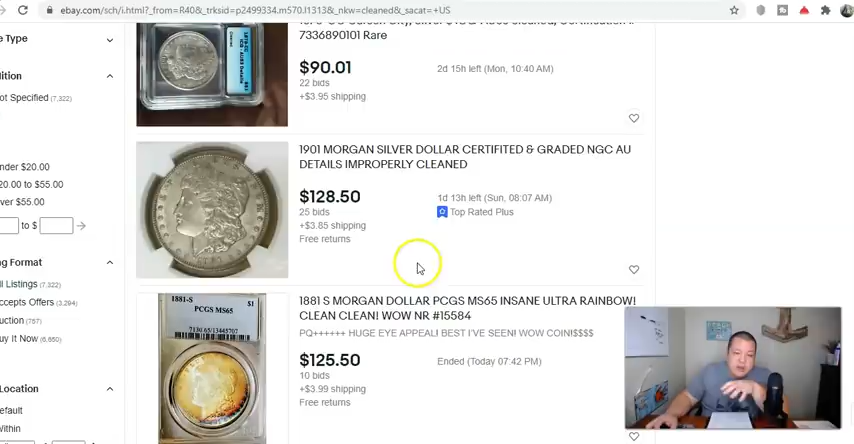 ebay.com/sch/i.html?_from=R40&_trksid=p2499334.m570.l1313&_nkw=cleaned&_sacat=+US
e Type
7336890101 Rare
$90.01
22 bids
+$3.95 shipping
2d 15h left (Mon, 10:40 AM)
dition
ot Specified (7,322)
nder $20.00
20.00 to $55.00
ver $55.00
to $
1901 MORGAN SILVER DOLLAR CERTIFITED & GRADED NGC AU
DETAILS IMPROPERLY CLEANED
$128.50
25 bids
+$3.85 shipping
Free returns
1d 13h left (Sun, 08:07 AM)
Top Rated Plus
ng Format
ll Listings (7,322)
ccepts Offers (3,294)
uction (757)
uy It Now (6,650)
Location
efault
Within
1881-S $1
PCGS MS65
7130.65/13445707
1881 S MORGAN DOLLAR PCGS MS65 INSANE ULTRA RAINBOW!
CLEAN CLEAN! WOW NR #15584
PQ++++++ HUGE EYE APPEAL! BEST I'VE SEEN! WOW COIN!$$$$
$125.50
10 bids
+$3.99 shipping
Free returns
Ended (Today 07:42 PM)